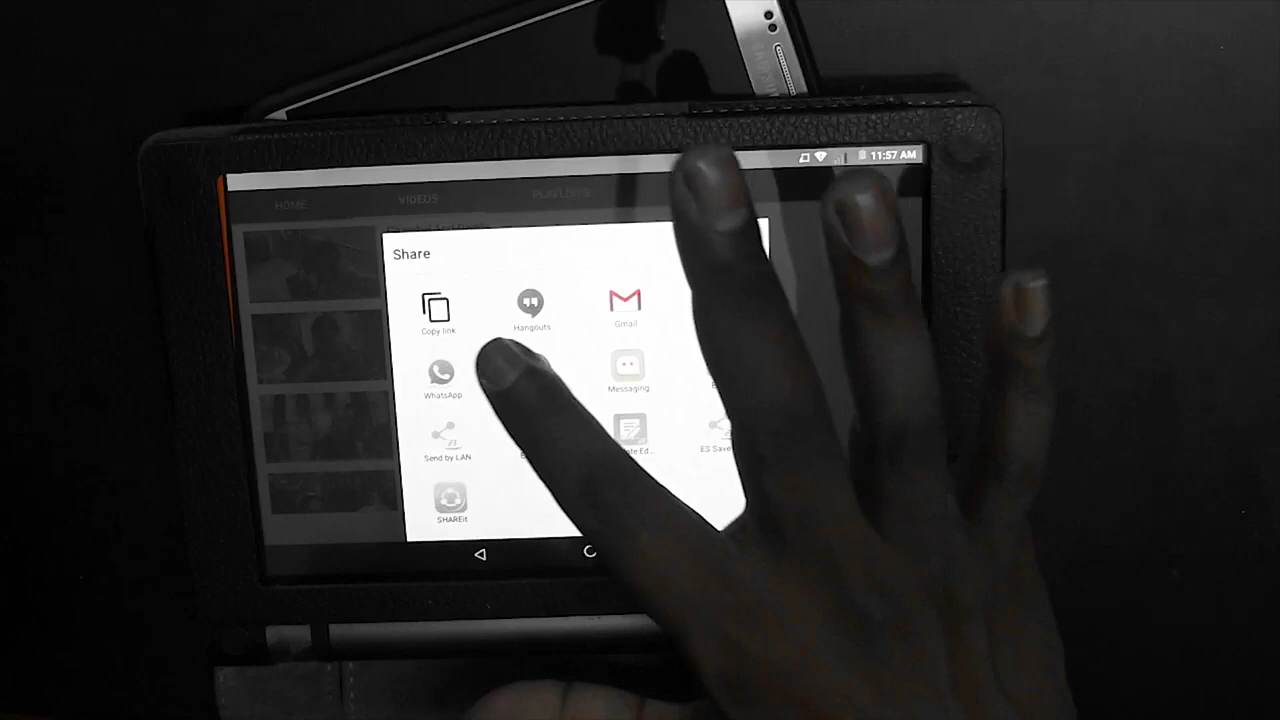 SAMSUNG
11:57 AM
HOME VIDEOS PLAYLISTS
Share
Copy link Hangouts Gmail
WhatsApp Messaging
Send by LAN ES Save
SHAREit